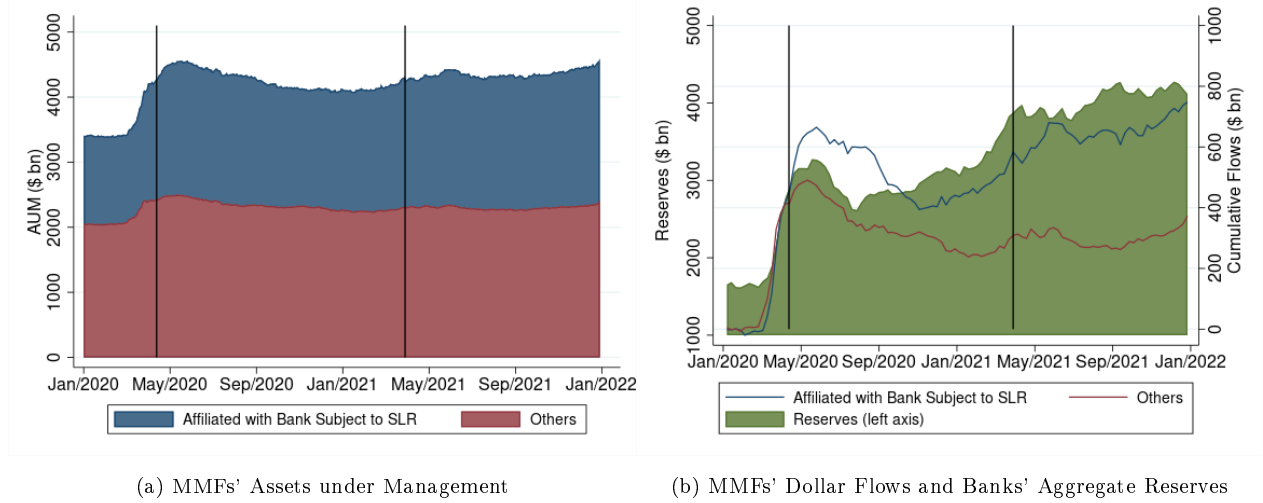 AUM ($ bn)
5000
4000
3000
2000
1000
0
Jan/2020 May/2020 Sep/2020 Jan/2021 May/2021 Sep/2021 Jan/2022
Affiliated with Bank Subject to SLR Others
(a) MMFs' Assets under Management
Reserves ($ bn)
5000
4000
3000
2000
1000
Cumulative Flows ($ bn)
1000
800
600
400
200
0
Jan/2020 May/2020 Sep/2020 Jan/2021 May/2021 Sep/2021 Jan/2022
Affiliated with Bank Subject to SLR Others
Reserves (left axis)
(b) MMFs' Dollar Flows and Banks' Aggregate Reserves